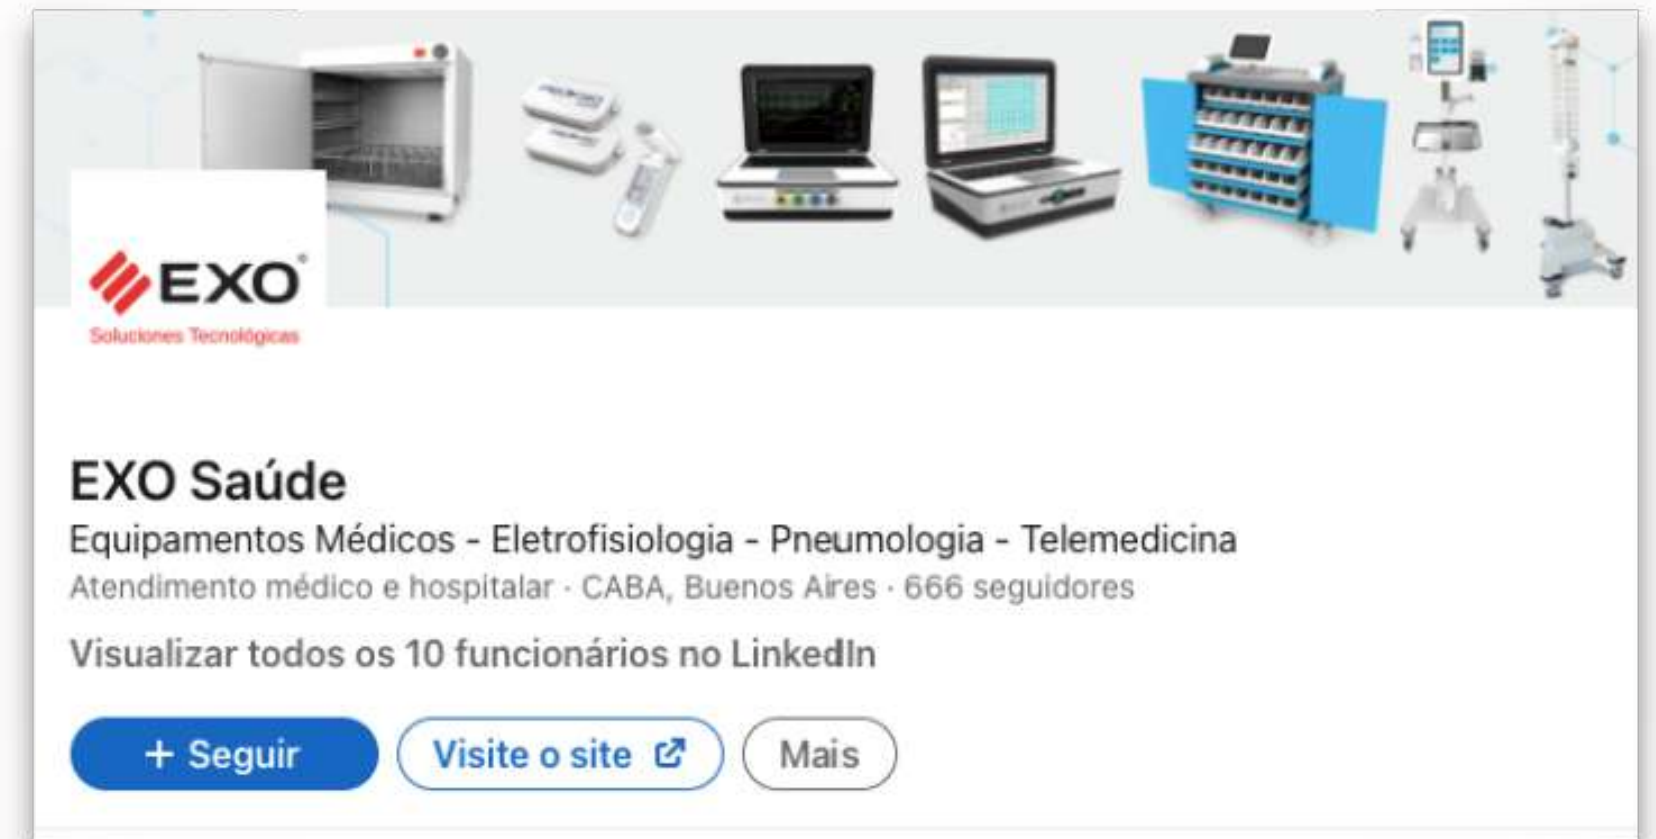 EXO
Soluciones Tecnológicas
EXO Saúde
Equipamentos Médicos - Eletrofisiologia - Pneumologia - Telemedicina
Atendimento médico e hospitalar · CABA, Buenos Aires · 666 seguidores
Visualizar todos os 10 funcionários no LinkedIn
+ Seguir
Visite o site
Mais